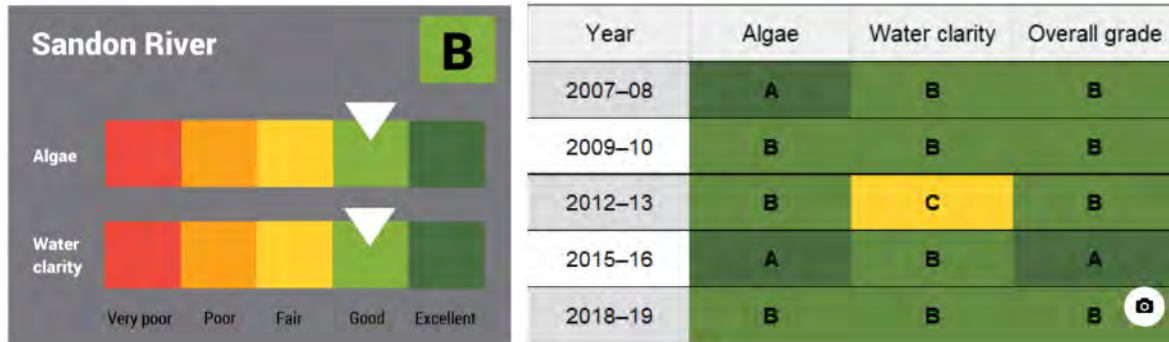 Sandon River
B
Algae
Water
clarity
Very poor Poor Fair Good Excellent
Year Algae Water clarity Overall grade
2007–08 A B B
2009–10 B B B
2012–13 B C B
2015–16 A B A
2018–19 B B B